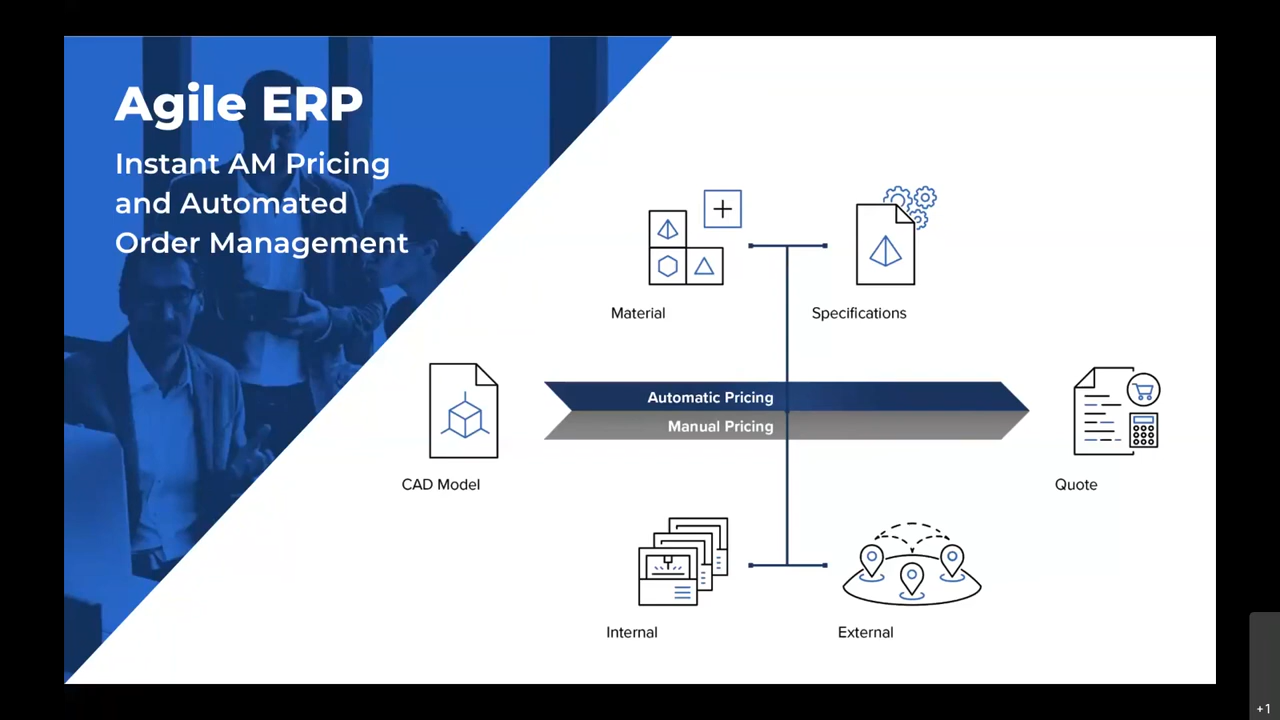 Agile ERP
Instant AM Pricing
and Automated
Order Management
Material
Specifications
Automatic Pricing
Manual Pricing
CAD Model
Quote
Internal
External
+1